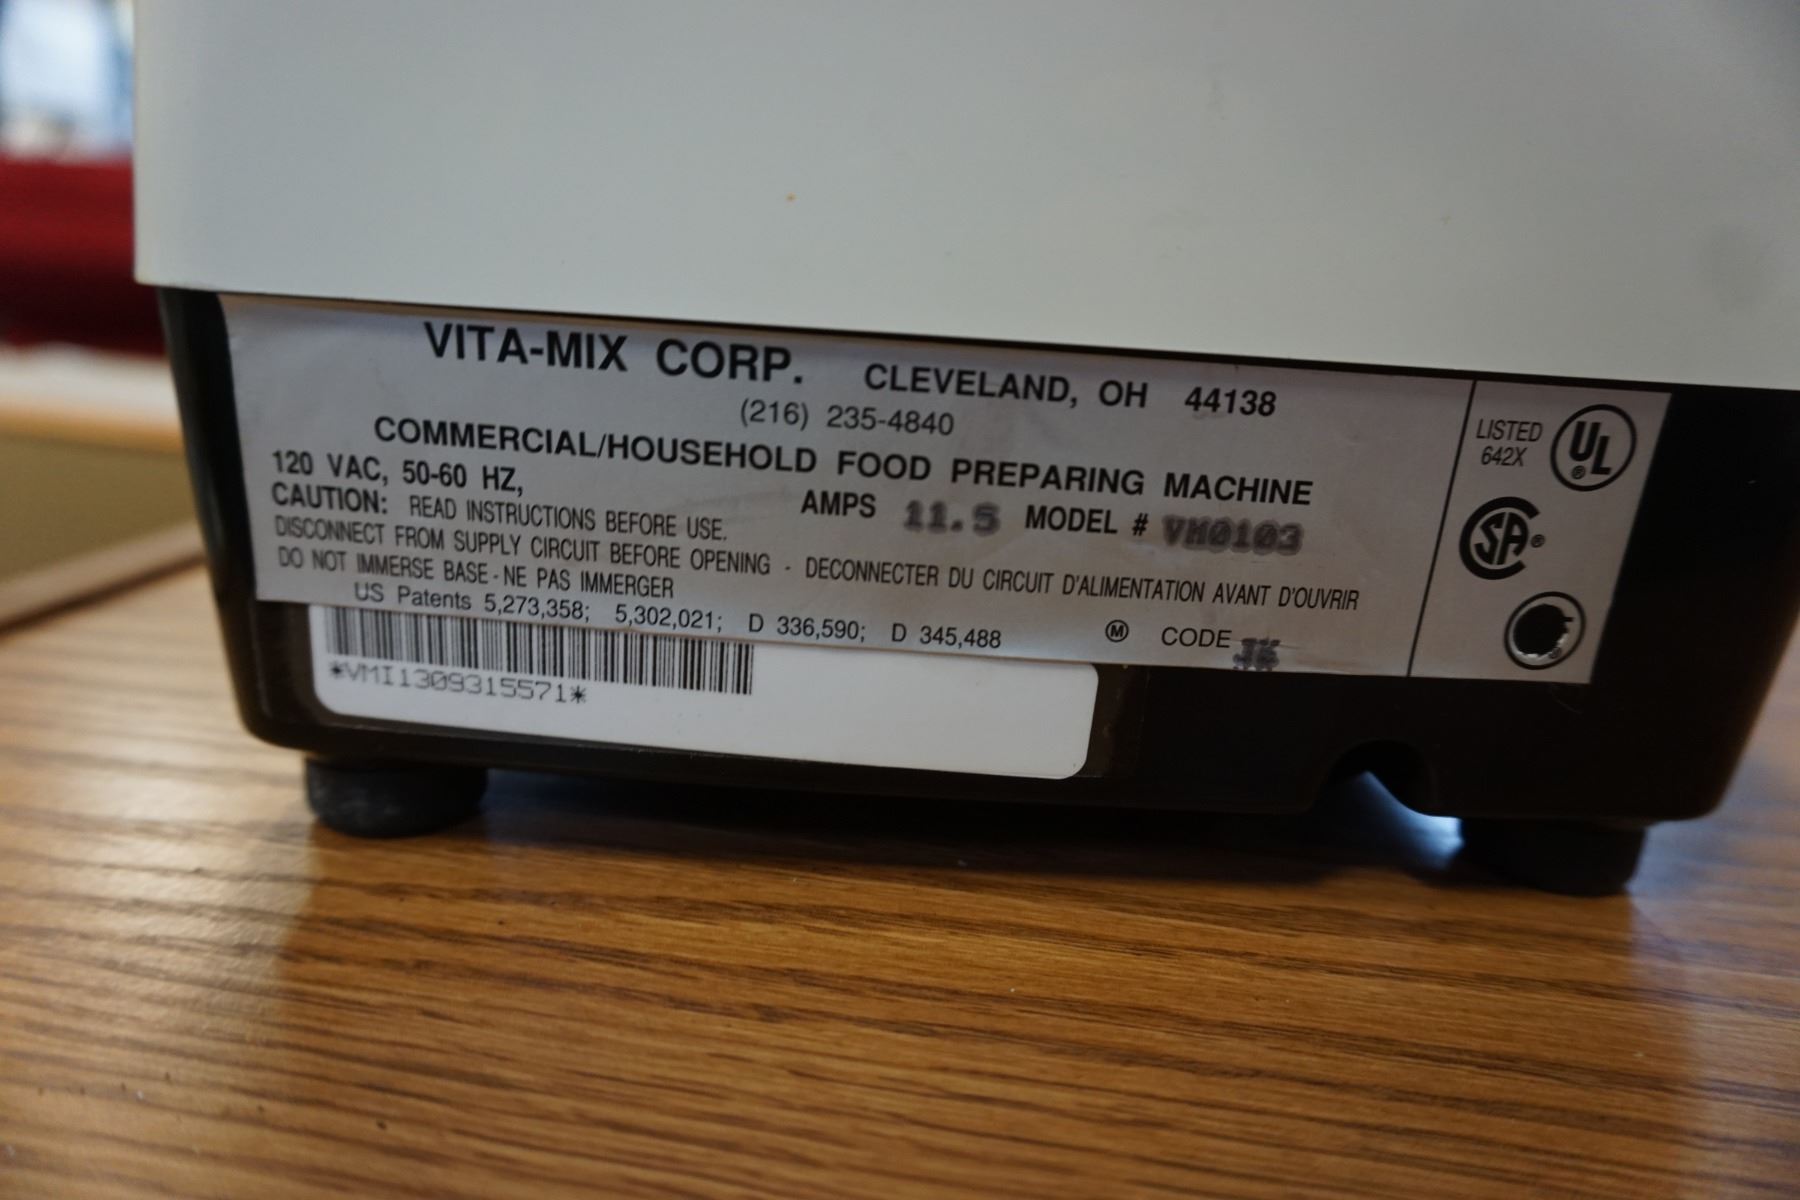 VITA-MIX CORP. CLEVELAND, OH 44138
(216) 235-4840
COMMERCIAL/HOUSEHOLD FOOD PREPARING MACHINE
120 VAC, 50-60 HZ, AMPS 11.5 MODEL # VM0103
CAUTION: READ INSTRUCTIONS BEFORE USE.
DISCONNECT FROM SUPPLY CIRCUIT BEFORE OPENING - DECONNECTER DU CIRCUIT D'ALIMENTATION AVANT D'OUVRIR
DO NOT IMMERSE BASE - NE PAS IMMERGER
US Patents 5,273,358; 5,302,021; D 336,590; D 345,488 Ⓜ CODE
LISTED
642X
UL®
SA®
*VMI1309315571*